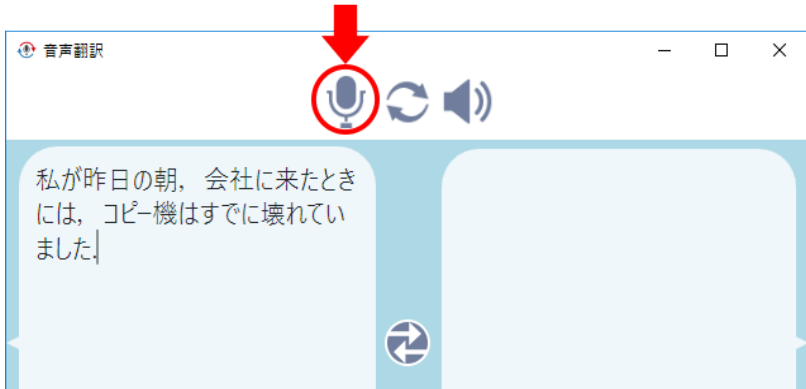 音声翻訳
私が昨日の朝, 会社に来たとき
には, コピー機はすでに壊れてい
ました.